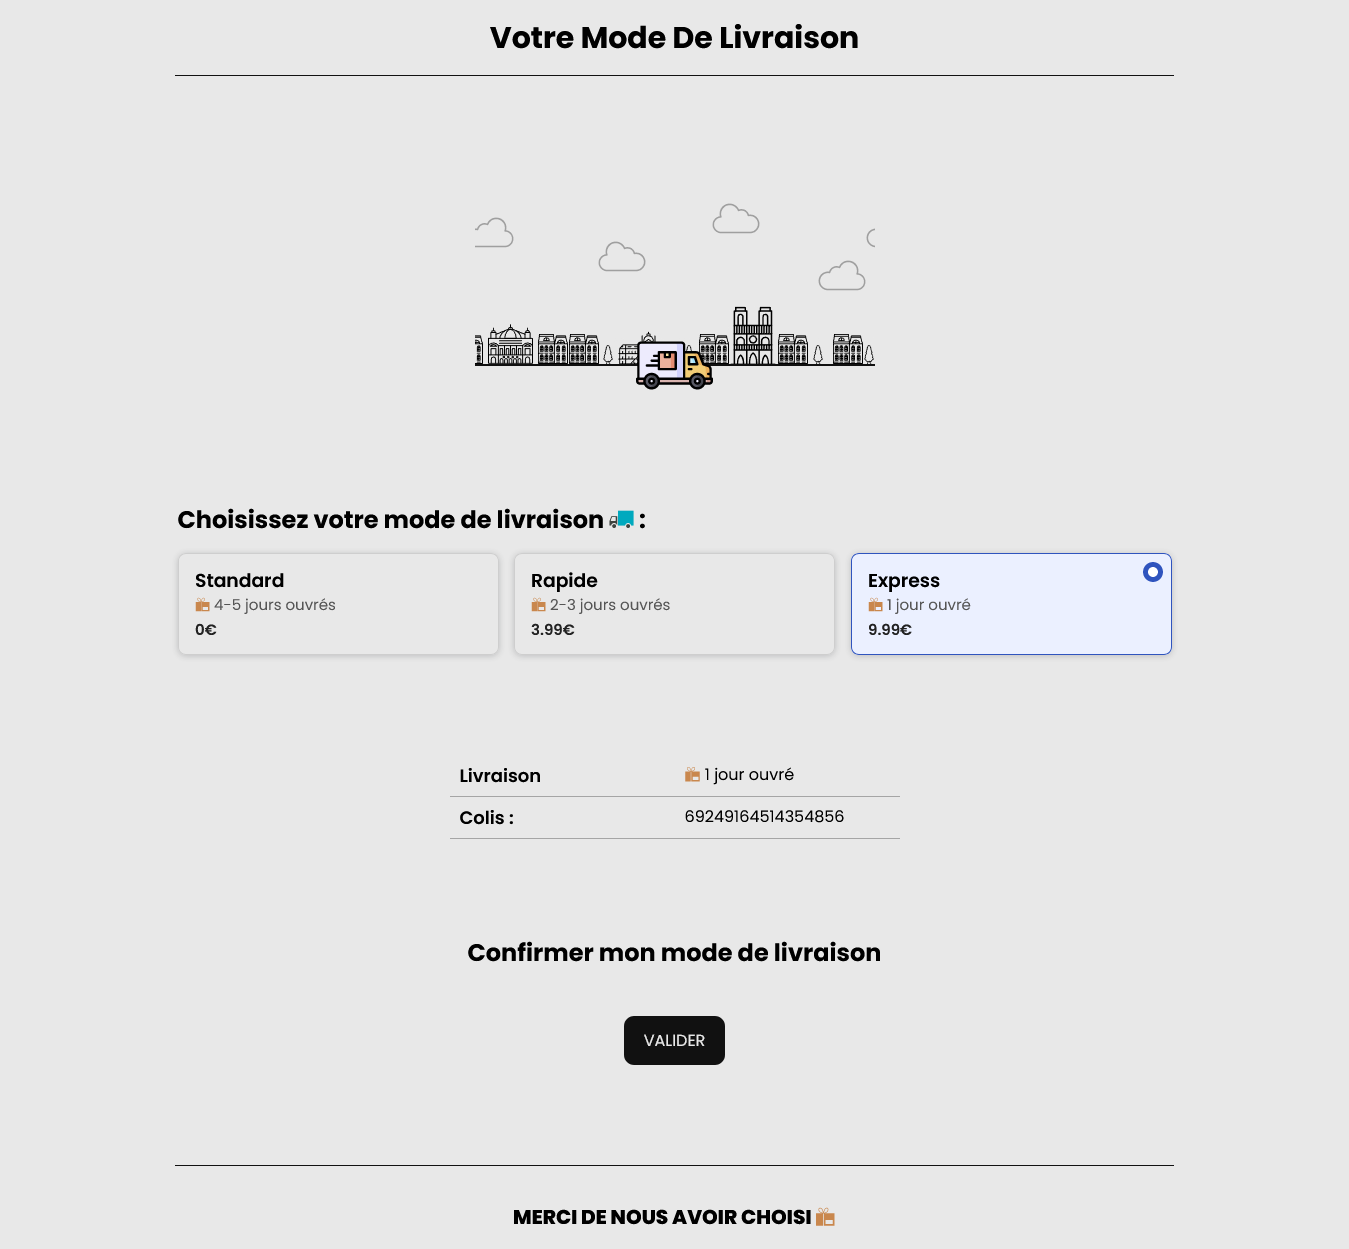 Votre Mode De Livraison
Choisissez votre mode de livraison :
Standard
4-5 jours ouvrés
0€
Rapide
2-3 jours ouvrés
3.99€
Express
1 jour ouvré
9.99€
Livraison 1 jour ouvré
Colis : 69249164514354856
Confirmer mon mode de livraison
VALIDER
MERCI DE NOUS AVOIR CHOISI